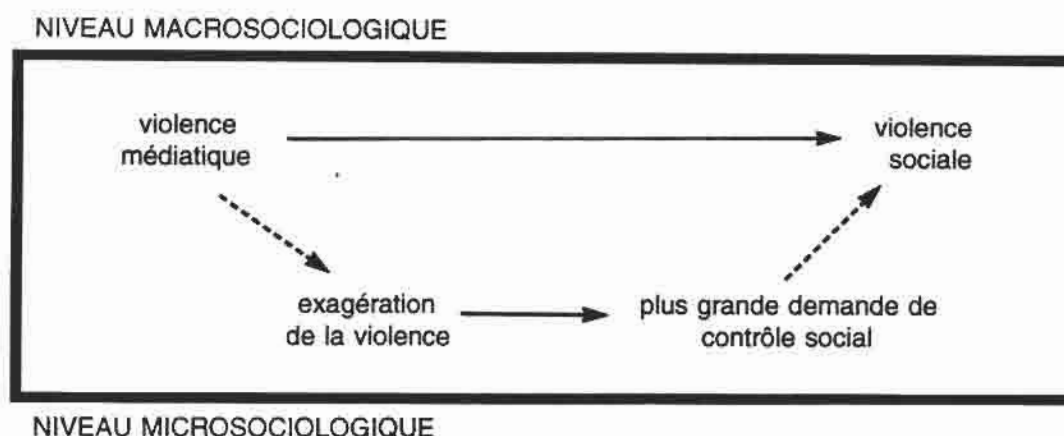 NIVEAU MACROSOCIOLOGIQUE
violence
médiatique
violence
sociale
exagération
de la violence
plus grande demande de
contrôle social
NIVEAU MICROSOCIOLOGIQUE